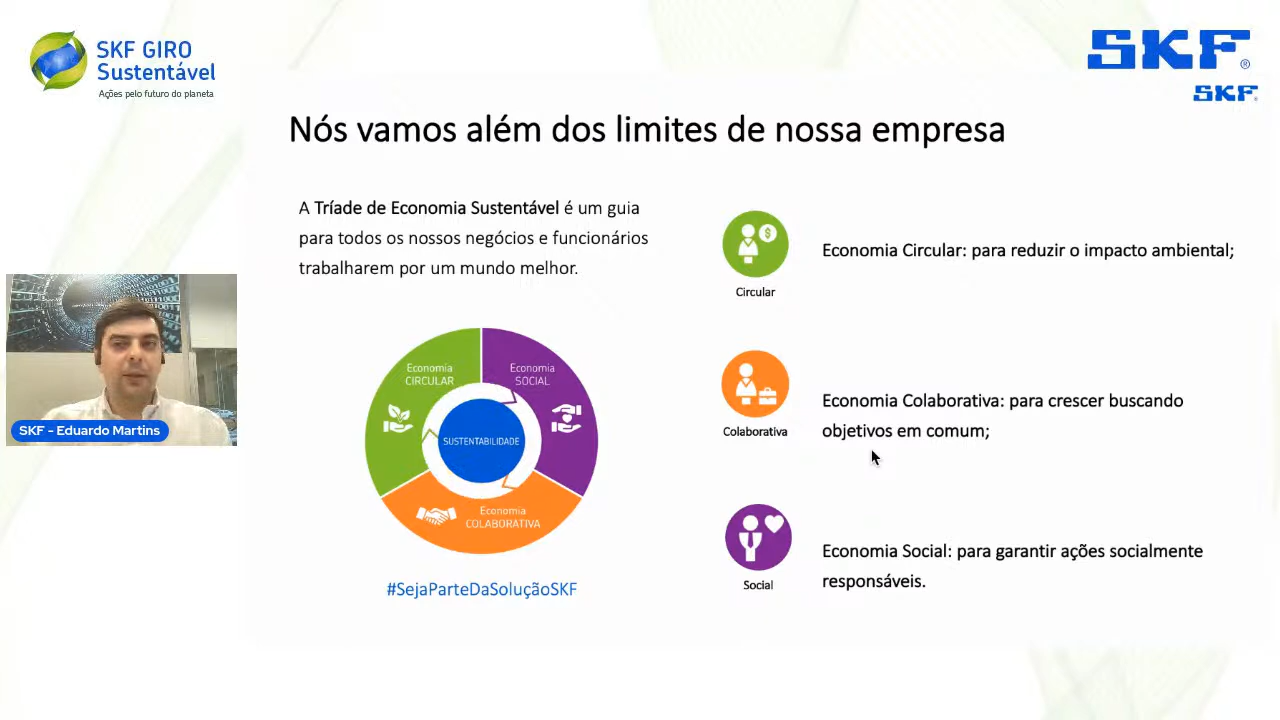 SKF GIRO
Sustentável
Ações pelo futuro do planeta
SKF®
SKF.
Nós vamos além dos limites de nossa empresa
A Tríade de Economia Sustentável é um guia
para todos os nossos negócios e funcionários
trabalharem por um mundo melhor.
Economia
CIRCULAR
Economia
SOCIAL
SUSTENTABILIDADE
Economia
COLABORATIVA
#SejaParteDaSoluçãoSKF
Circular
Economia Circular: para reduzir o impacto ambiental;
Colaborativa
Economia Colaborativa: para crescer buscando
objetivos em comum;
Social
Economia Social: para garantir ações socialmente
responsáveis.
SKF - Eduardo Martins